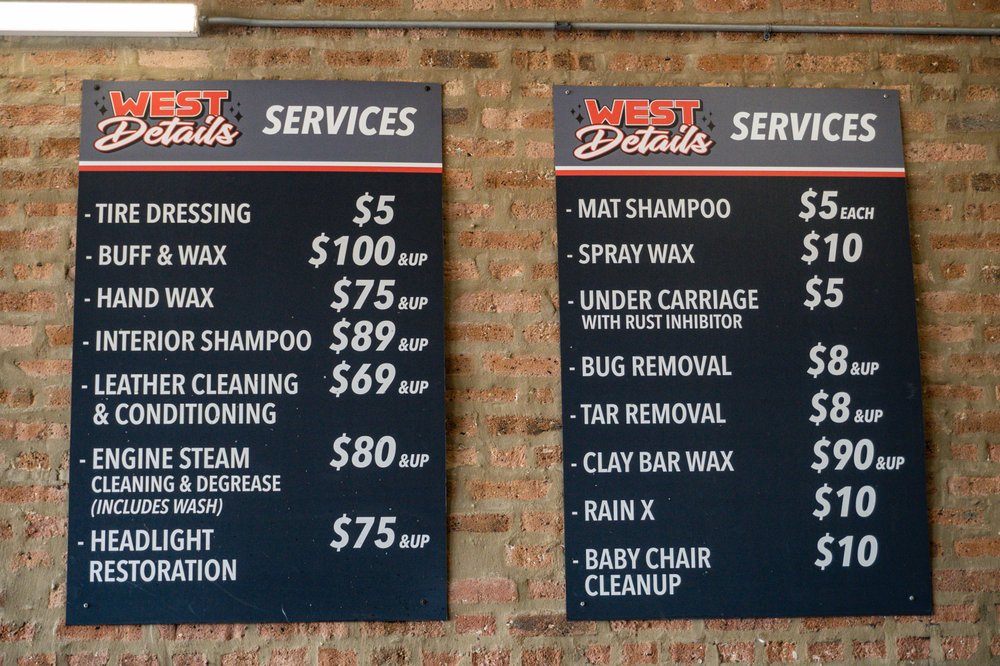 WEST
Details
SERVICES
- TIRE DRESSING $5
- BUFF & WAX $100 &UP
- HAND WAX $75 &UP
- INTERIOR SHAMPOO $89 &UP
- LEATHER CLEANING $69 &UP
& CONDITIONING
- ENGINE STEAM $80 &UP
CLEANING & DEGREASE
(INCLUDES WASH)
- HEADLIGHT $75 &UP
RESTORATION
WEST
Details
SERVICES
- MAT SHAMPOO $5 EACH
- SPRAY WAX $10
- UNDER CARRIAGE $5
WITH RUST INHIBITOR
- BUG REMOVAL $8 &UP
- TAR REMOVAL $8 &UP
- CLAY BAR WAX $90 &UP
- RAIN X $10
- BABY CHAIR $10
CLEANUP